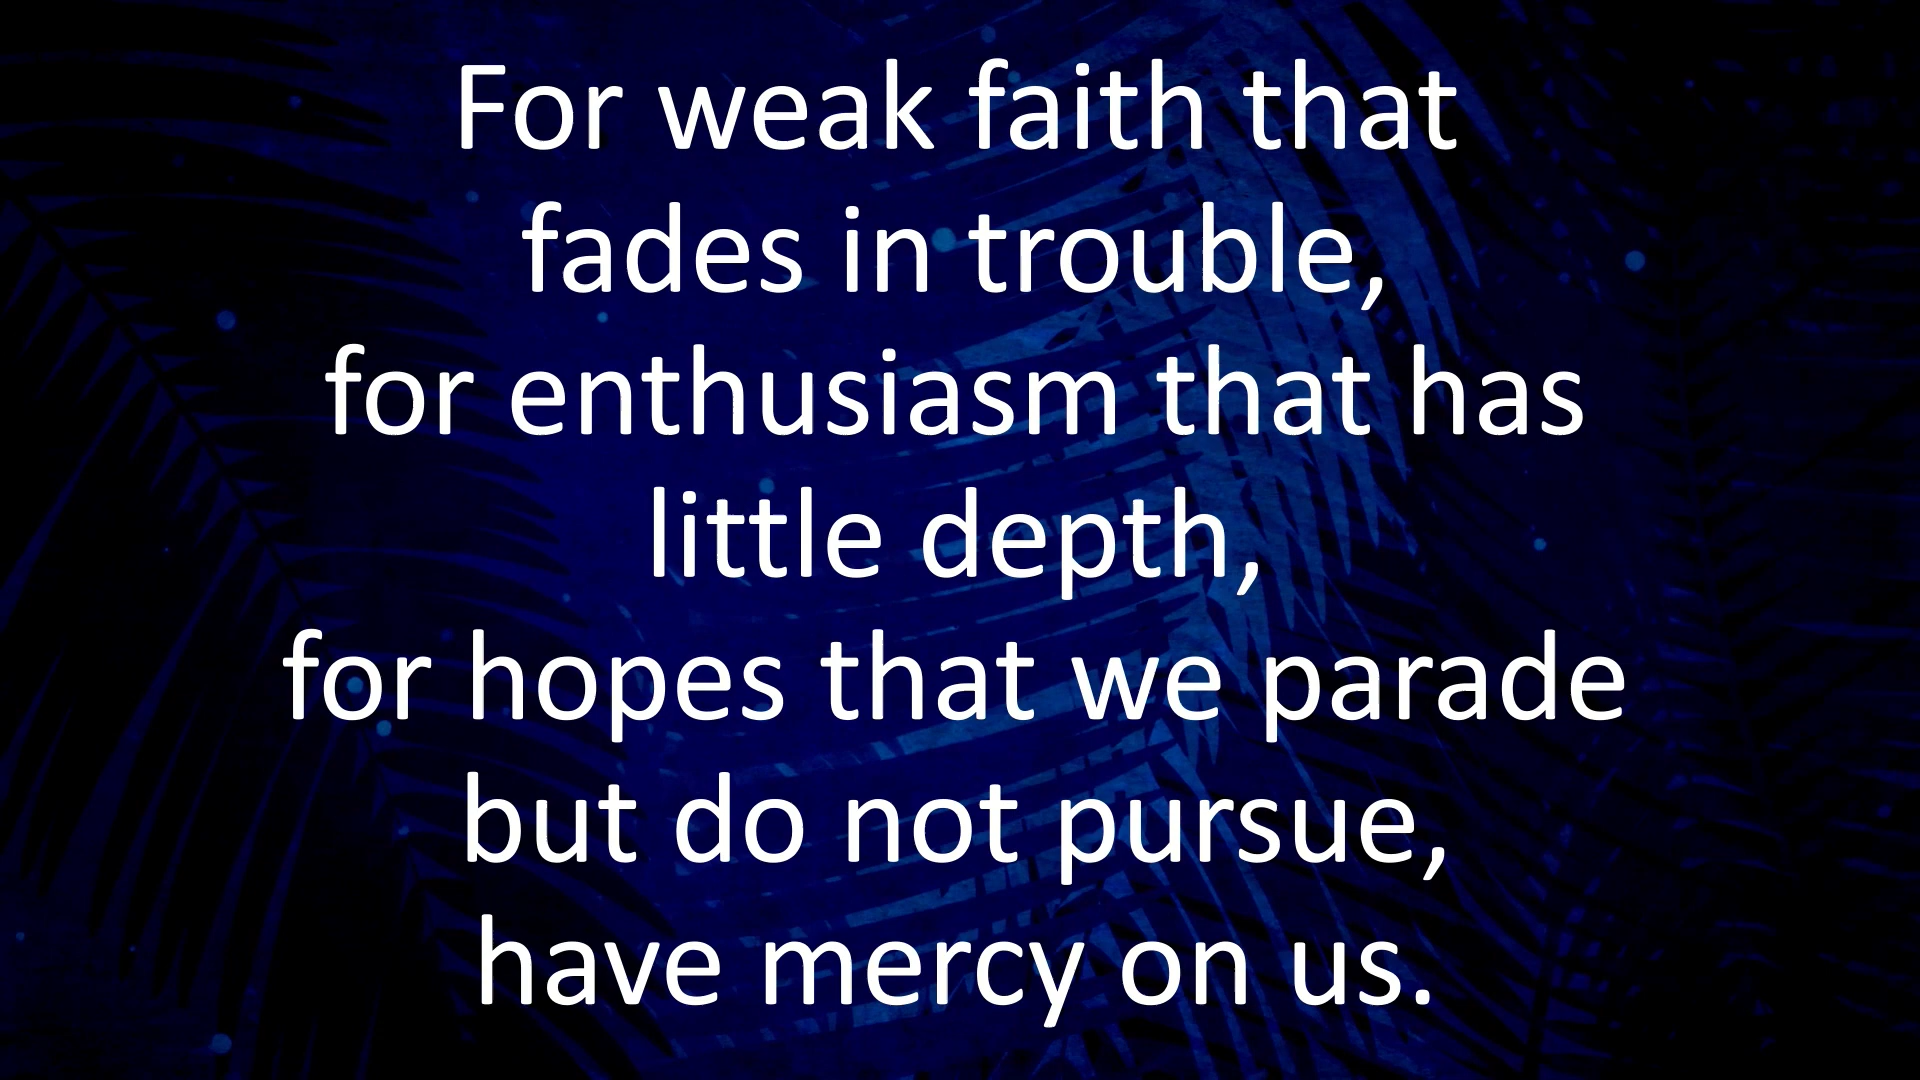 For weak faith that
fades in trouble,
for enthusiasm that has
little depth,
for hopes that we parade
but do not pursue,
have mercy on us.